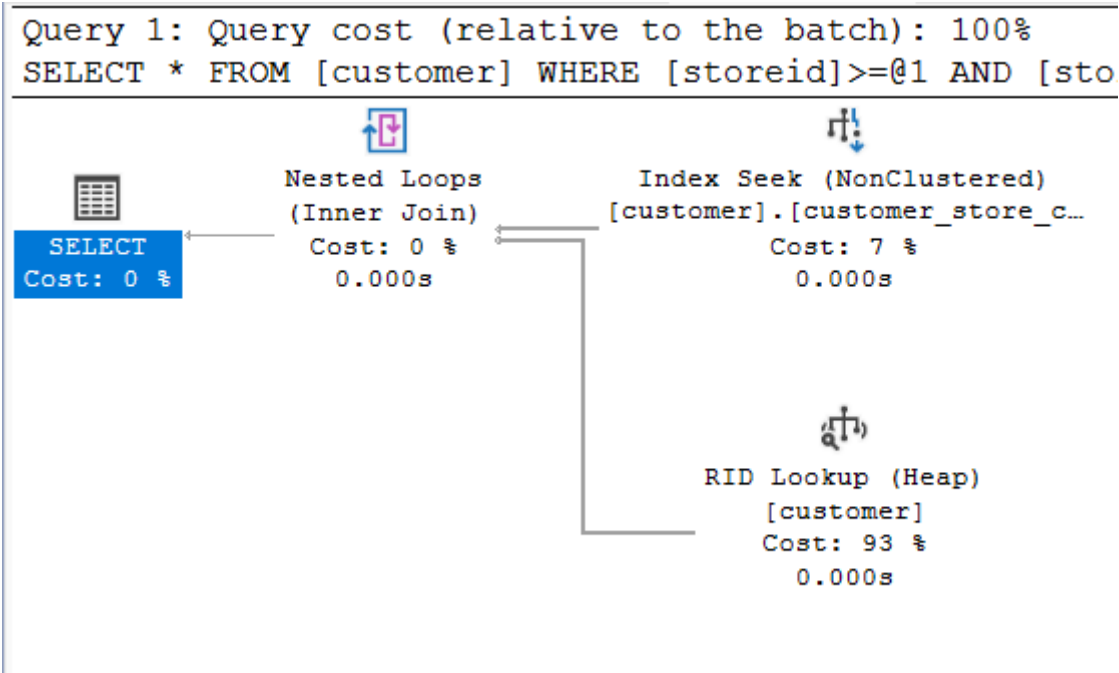 Query 1: Query cost (relative to the batch): 100%
SELECT * FROM [customer] WHERE [storeid]>=@1 AND [sto
Nested Loops
(Inner Join)
Cost: 0 %
0.000s
Index Seek (NonClustered)
[customer].[customer_store_c…
Cost: 7 %
0.000s
SELECT
Cost: 0 %
RID Lookup (Heap)
[customer]
Cost: 93 %
0.000s